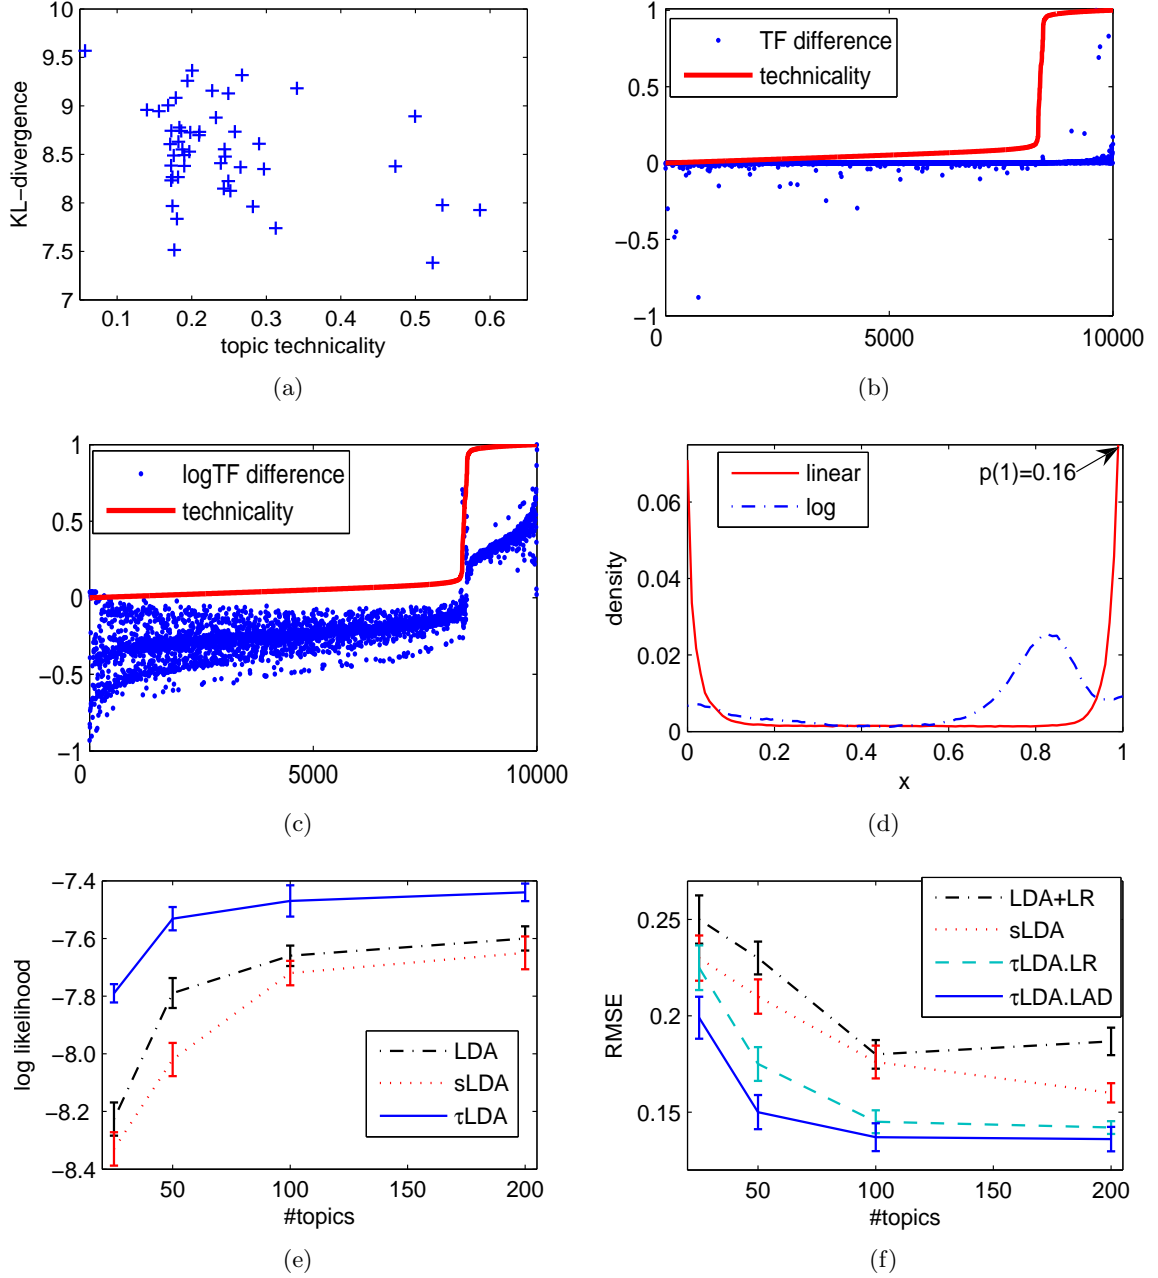 10
9.5
9
8.5
8
7.5
7
KL−divergence
0.1 0.2 0.3 0.4 0.5 0.6
topic technicality
(a)
1
0.5
0
−0.5
−1
TF difference
technicality
0 5000 10000
(b)
1
0.5
0
−0.5
−1
logTF difference
technicality
0 5000 10000
(c)
0.06
0.04
0.02
0
density
linear
log
p(1)=0.16
0 0.2 0.4 0.6 0.8 1
x
(d)
−7.4
−7.6
−7.8
−8.0
−8.2
−8.4
log likelihood
LDA
sLDA
τLDA
50 100 150 200
#topics
(e)
0.25
0.2
0.15
RMSE
LDA+LR
sLDA
τLDA.LR
τLDA.LAD
50 100 150 200
#topics
(f)